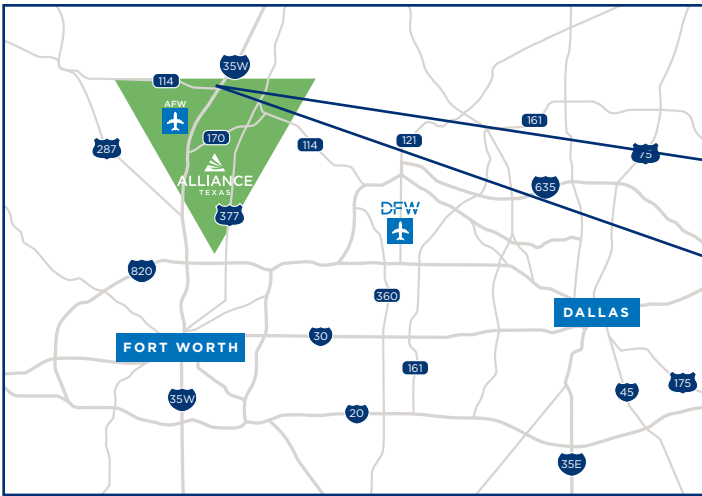 35W
114
AFW
161
170
121
287
114
75
ALLIANCE
TEXAS
635
DFW
377
820
360
DALLAS
30
FORT WORTH
161
175
45
35W
20
35E